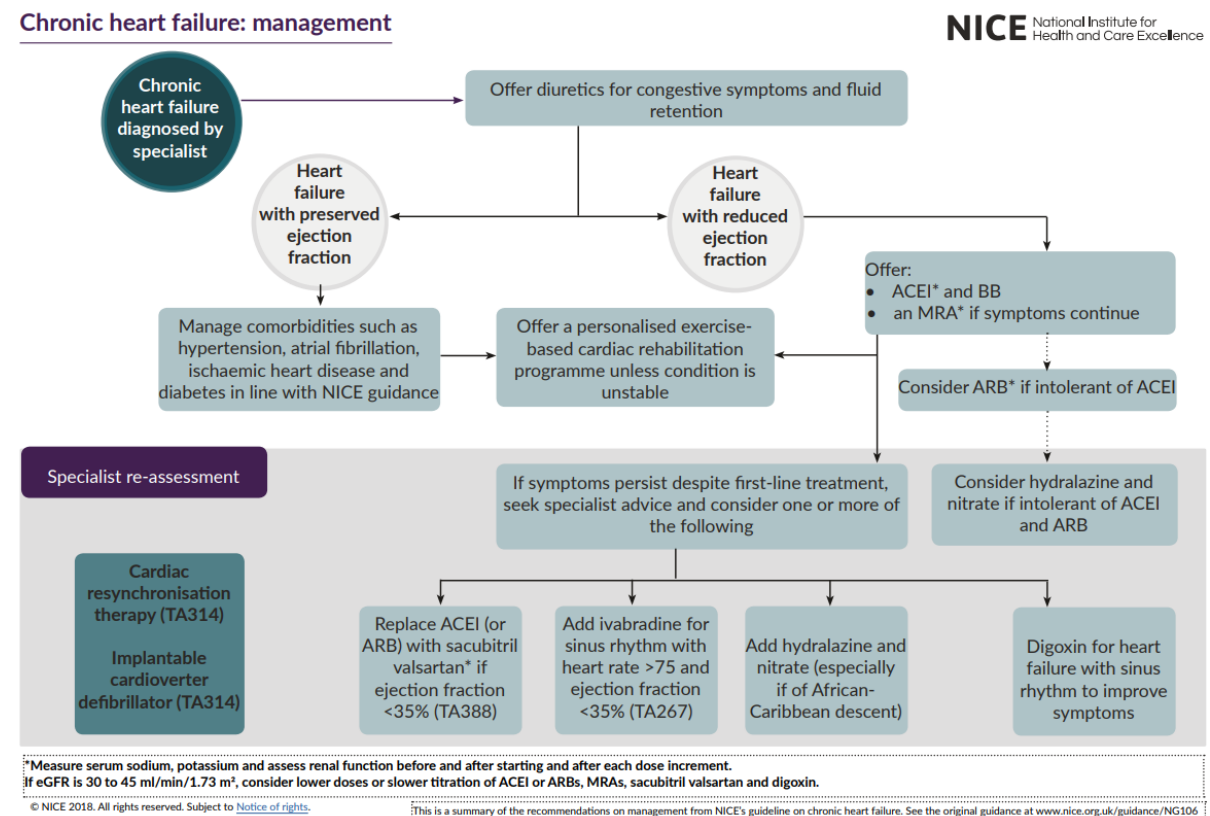 Chronic heart failure: management
NICE National Institute for
Health and Care Excellence
Chronic
heart failure
diagnosed by
specialist
Offer diuretics for congestive symptoms and fluid
retention
Heart
failure
with preserved
ejection
fraction
Heart
failure
with reduced
ejection
fraction
Offer:
• ACEI* and BB
• an MRA* if symptoms continue
Manage comorbidities such as
hypertension, atrial fibrillation,
ischaemic heart disease and
diabetes in line with NICE guidance
Offer a personalised exercise-
based cardiac rehabilitation
programme unless condition is
unstable
Consider ARB* if intolerant of ACEI
Specialist re-assessment
If symptoms persist despite first-line treatment,
seek specialist advice and consider one or more of
the following
Consider hydralazine and
nitrate if intolerant of ACEI
and ARB
Cardiac
resynchronisation
therapy (TA314)
Implantable
cardioverter
defibrillator (TA314)
Replace ACEI (or
ARB) with sacubitril
valsartan* if
ejection fraction
<35% (TA388)
Add ivabradine for
sinus rhythm with
heart rate >75 and
ejection fraction
<35% (TA267)
Add hydralazine and
nitrate (especially
if of African-
Caribbean descent)
Digoxin for heart
failure with sinus
rhythm to improve
symptoms
*Measure serum sodium, potassium and assess renal function before and after starting and after each dose increment.
If eGFR is 30 to 45 ml/min/1.73 m², consider lower doses or slower titration of ACEI or ARBs, MRAs, sacubitril valsartan and digoxin.
© NICE 2018. All rights reserved. Subject to Notice of rights.
This is a summary of the recommendations on management from NICE's guideline on chronic heart failure. See the original guidance at www.nice.org.uk/guidance/NG106